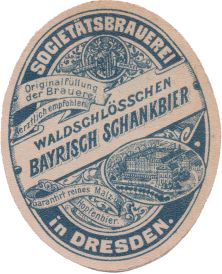 SOCIETÄTSBRAUEREI
Originalfüllung
der Brauerei
Aerztlich empfohlen
WALDSCHLÖSSCHEN
BAYRISCH SCHANKBIER
Garantirt reines Malz-
Hopfenbier.
in DRESDEN.